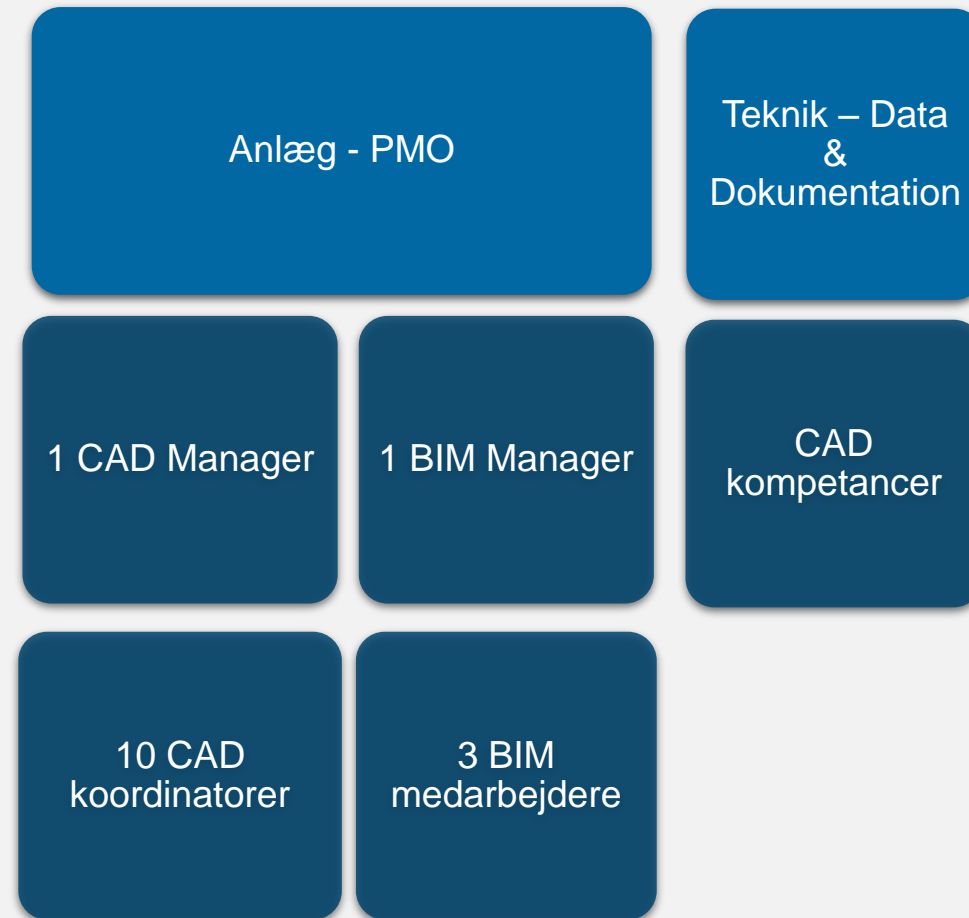 Anlæg - PMO
Teknik – Data
&
Dokumentation
1 CAD Manager
1 BIM Manager
CAD
kompetancer
10 CAD
koordinatorer
3 BIM
medarbejdere